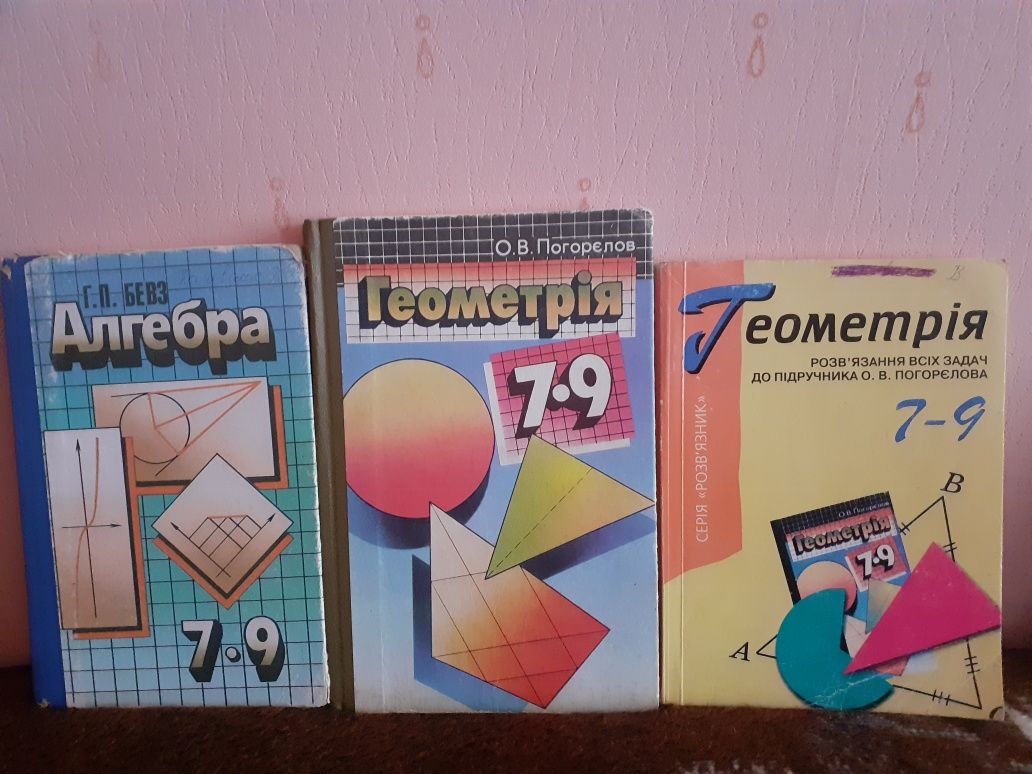 Г.П. БЕВЗ
Алгебра
7•9
О.В. Погорєлов
Геометрія
7•9
Геометрія
РОЗВ'ЯЗАННЯ ВСІХ ЗАДАЧ
ДО ПІДРУЧНИКА О. В. ПОГОРЄЛОВА
7–9
СЕРІЯ «РОЗВ'ЯЗНИК»
B
О.В. Погорєлов
Геометрія
7•9
A